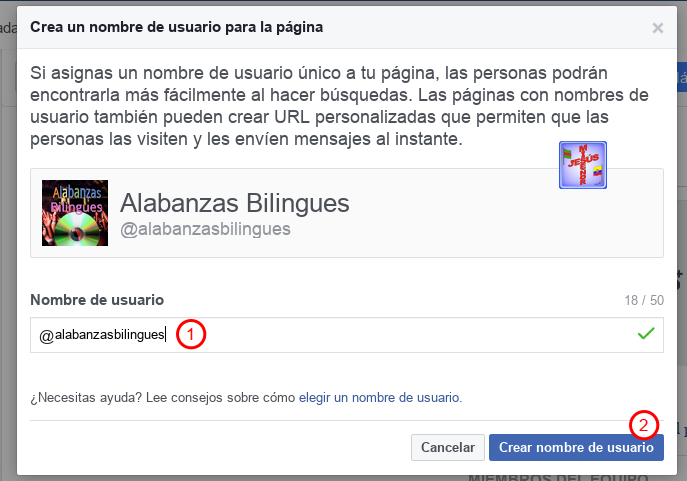 Crea un nombre de usuario para la página
×
Si asignas un nombre de usuario único a tu página, las personas podrán
encontrarla más fácilmente al hacer búsquedas. Las páginas con nombres de
usuario también pueden crear URL personalizadas que permiten que las
personas las visiten y les envíen mensajes al instante.
JESÚS
Alabanzas
Bilingues
Alabanzas Bilingues
@alabanzasbilingues
Nombre de usuario
18 / 50
@alabanzasbilingues
1
¿Necesitas ayuda? Lee consejos sobre cómo elegir un nombre de usuario.
2
Cancelar
Crear nombre de usuario
MIEMBROS DEL EQUIPO